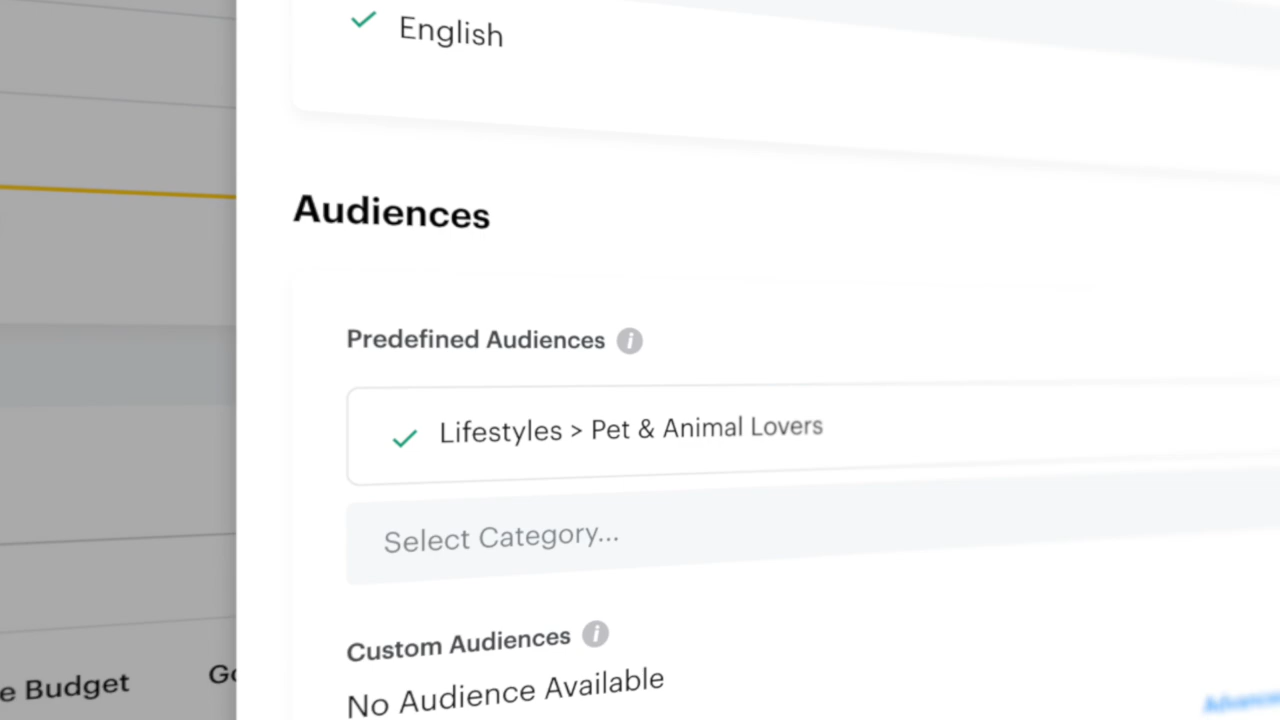 English
Audiences
Predefined Audiences
Lifestyles > Pet & Animal Lovers
Select Category...
Custom Audiences
No Audience Available
e Budget